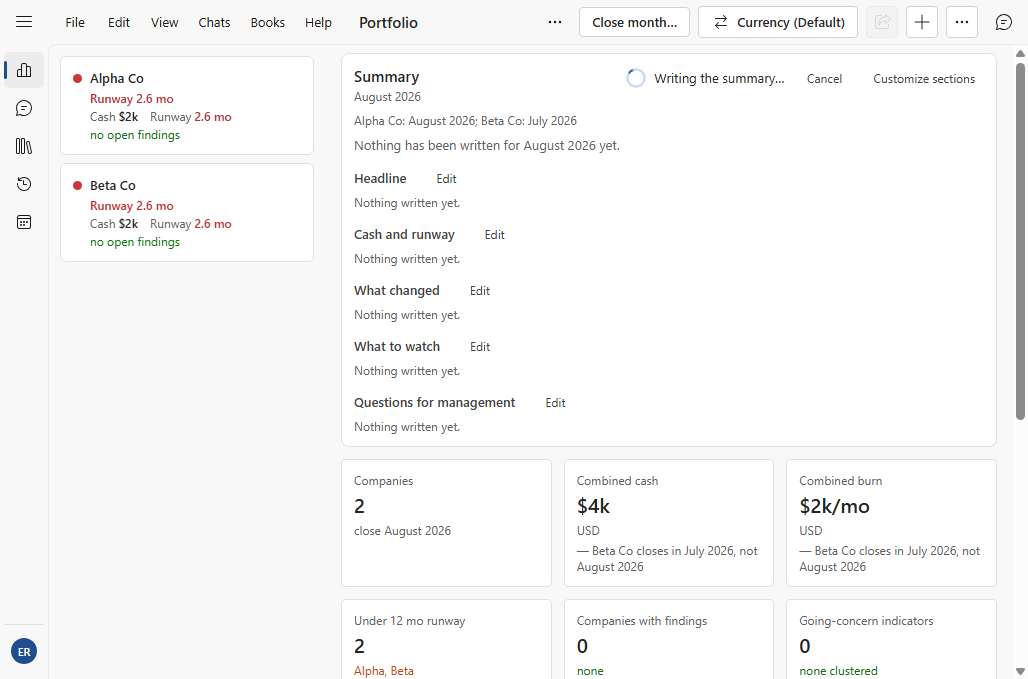 File Edit View Chats Books Help Portfolio ... Close month... Currency (Default) ...
Alpha Co
Runway 2.6 mo
Cash $2k Runway 2.6 mo
no open findings
Beta Co
Runway 2.6 mo
Cash $2k Runway 2.6 mo
no open findings
ER
Summary
Writing the summary... Cancel Customize sections
August 2026
Alpha Co: August 2026; Beta Co: July 2026
Nothing has been written for August 2026 yet.
Headline Edit
Nothing written yet.
Cash and runway Edit
Nothing written yet.
What changed Edit
Nothing written yet.
What to watch Edit
Nothing written yet.
Questions for management Edit
Nothing written yet.
Companies
2
close August 2026
Combined cash
$4k
USD
— Beta Co closes in July 2026, not
August 2026
Combined burn
$2k/mo
USD
— Beta Co closes in July 2026, not
August 2026
Under 12 mo runway
2
Alpha, Beta
Companies with findings
0
none
Going-concern indicators
0
none clustered